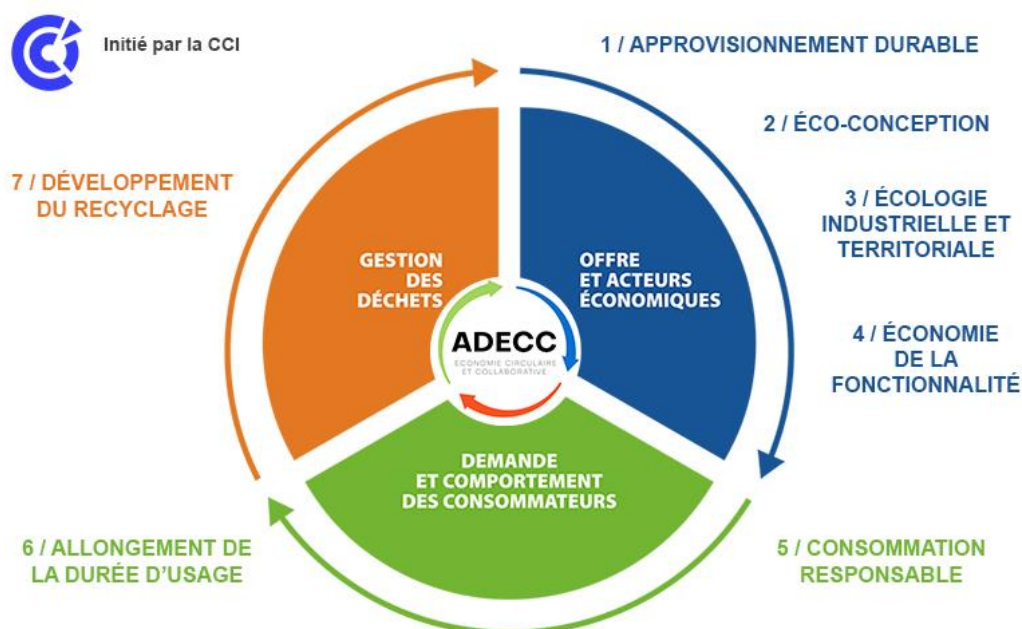 Initié par la CCI
1 / APPROVISIONNEMENT DURABLE
2 / ÉCO-CONCEPTION
3 / ÉCOLOGIE
INDUSTRIELLE ET
TERRITORIALE
4 / ÉCONOMIE
DE LA
FONCTIONNALITÉ
5 / CONSOMMATION
RESPONSABLE
6 / ALLONGEMENT DE
LA DURÉE D’USAGE
7 / DÉVELOPPEMENT
DU RECYCLAGE
GESTION
DES
DÉCHETS
OFFRE
ET ACTEURS
ÉCONOMIQUES
DEMANDE
ET COMPORTEMENT
DES CONSOMMATEURS
ADECC
ECONOMIE CIRCULAIRE
ET COLLABORATIVE